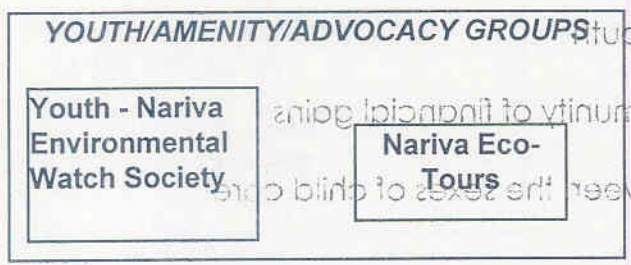 YOUTH/AMENITY/ADVOCACY GROUPS
Youth - Nariva
Environmental
Watch Society
Nariva Eco-
Tours